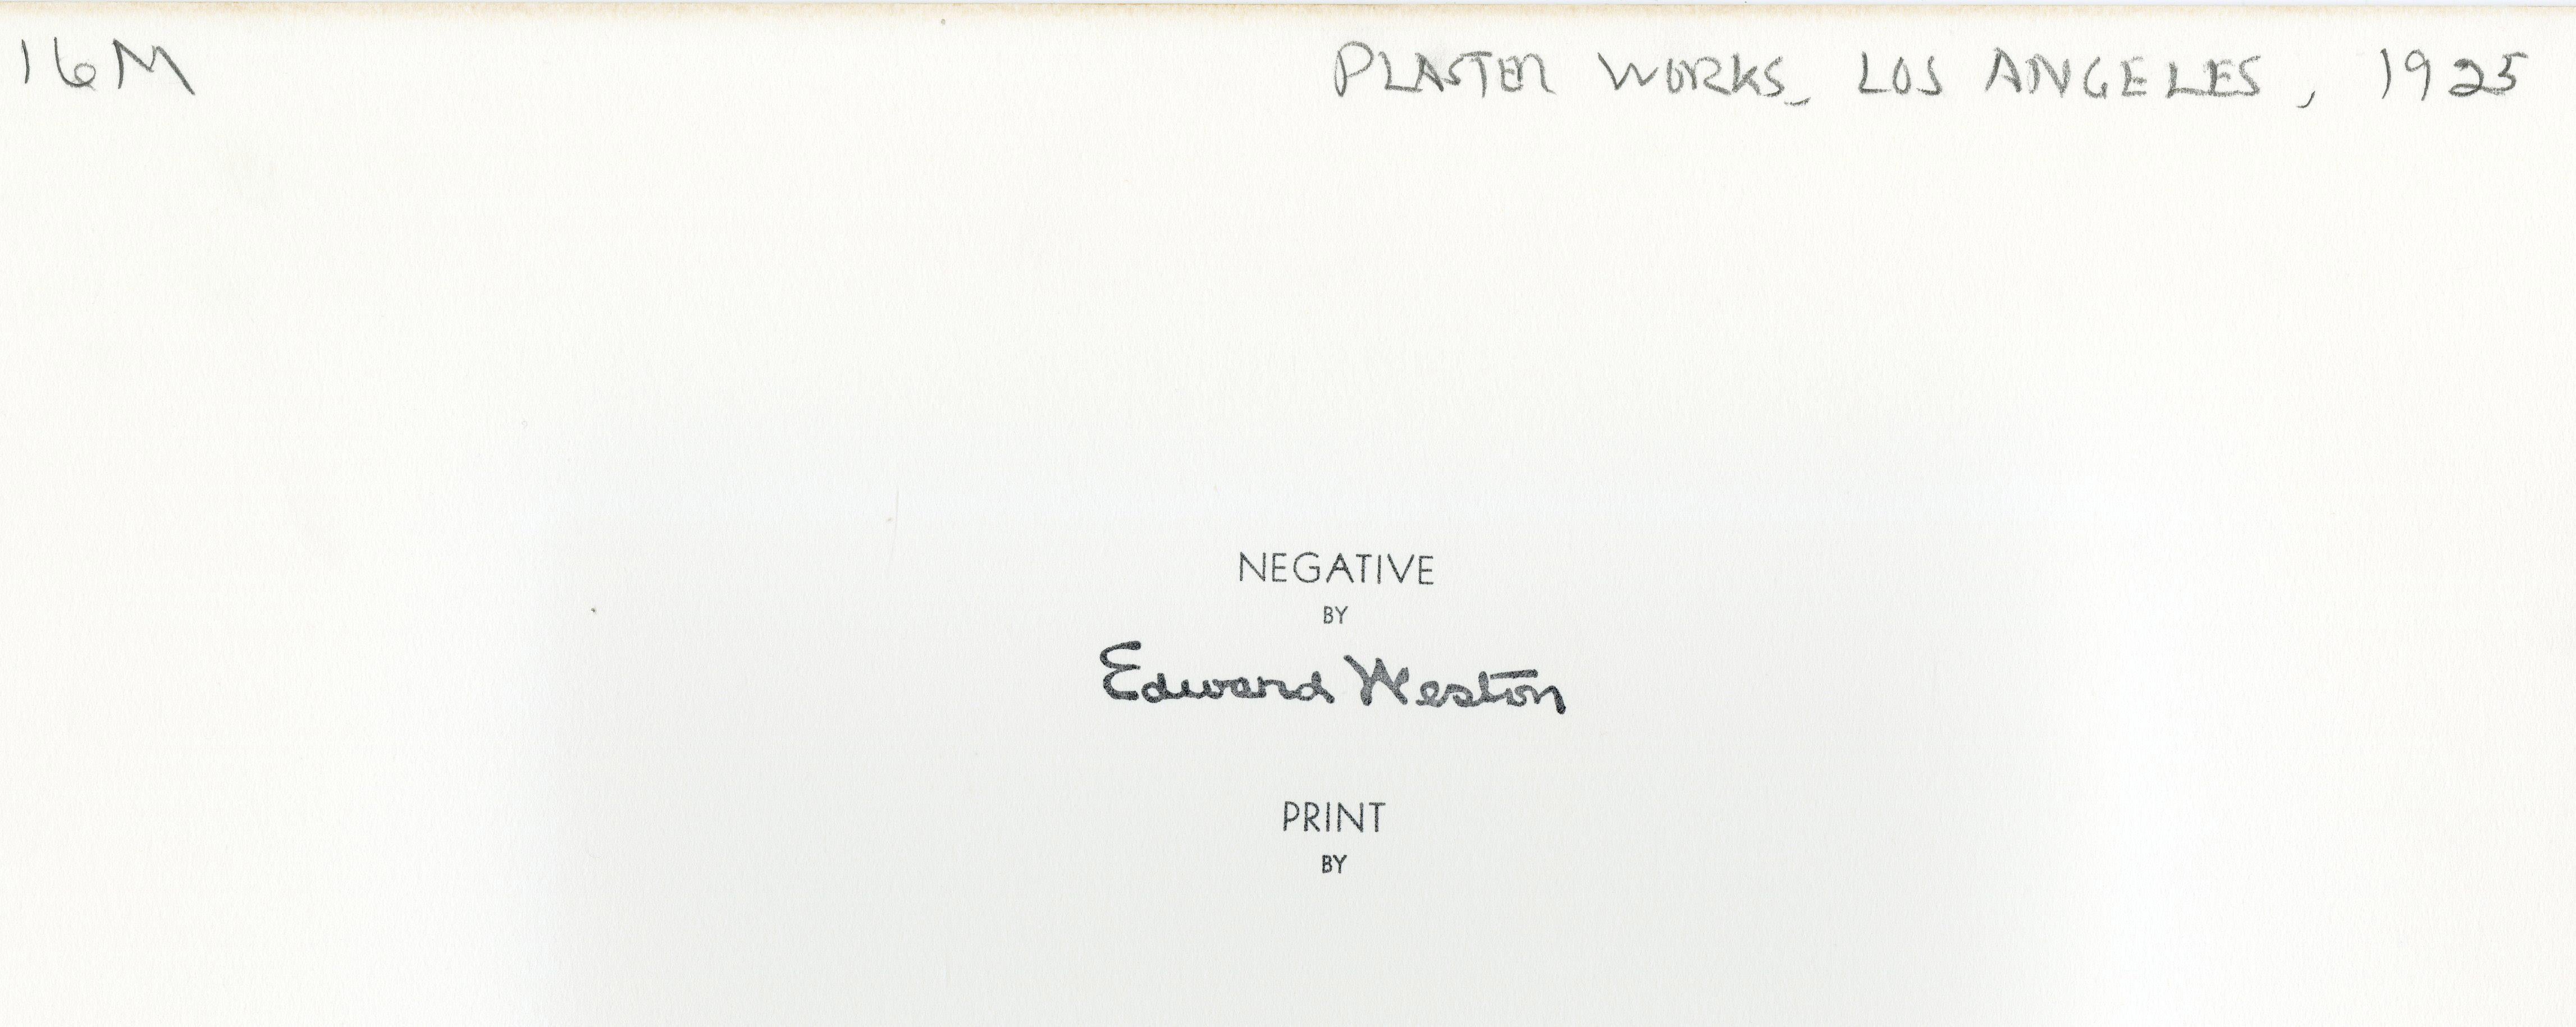 16M PLASTER WORKS, LOS ANGELES, 1925
NEGATIVE
BY
Edward Weston
PRINT
BY